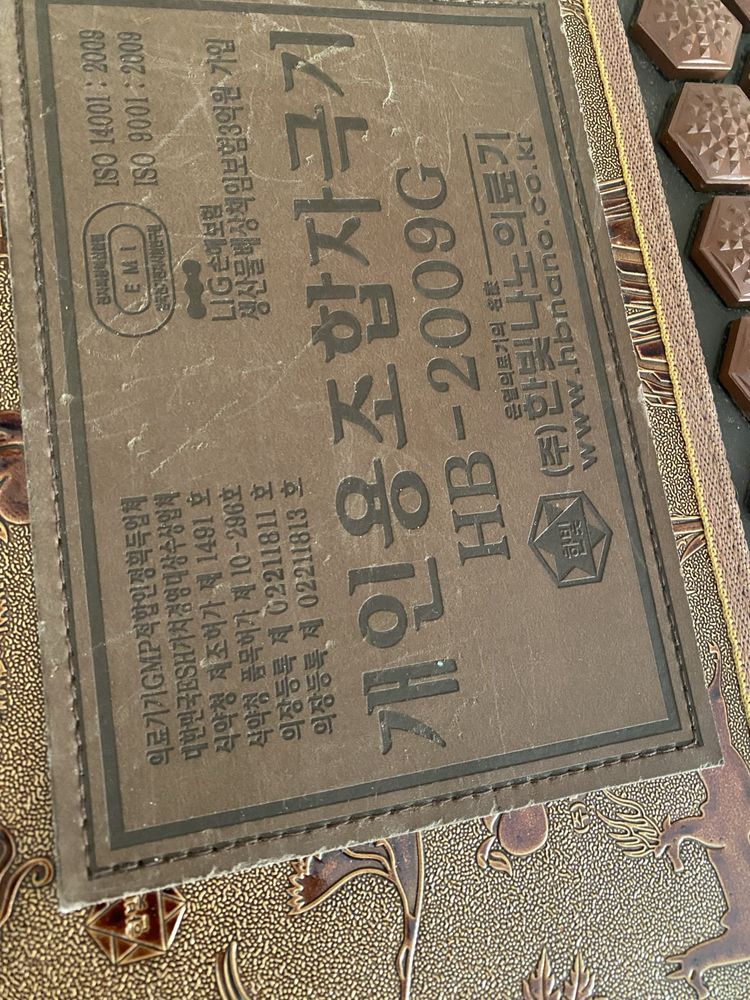 의료기기GMP적합인정획득업체
대한민국ESH가치경영대상수상업체
식약청 제조허가 제 1491 호
식약청 품목허가 제 10-296호
의장등록 제 02211811 호
의장등록 제 02211813 호
EMI
ISO 14001 : 2009
ISO 9001 : 2009
LIG손해보험
생산물배상책임보험3억원 가입
개인용조합자극기
HB-2009G
한빛
온열의료기의 名品
(주)한빛나노의료기
www.hbnano.co.kr